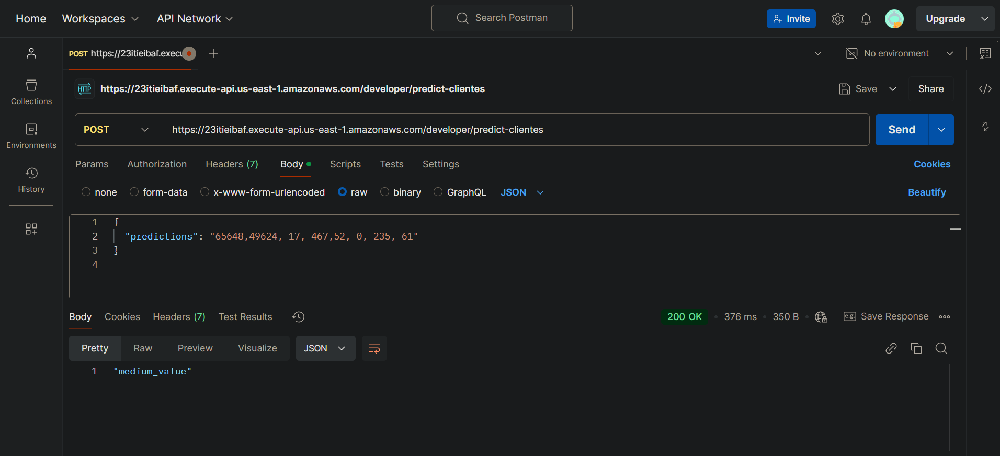 Home Workspaces API Network Search Postman Invite Upgrade
POST https://23itieibaf.execu No environment
HTTP https://23itieibaf.execute-api.us-east-1.amazonaws.com/developer/predict-clientes Save Share
Collections
POST https://23itieibaf.execute-api.us-east-1.amazonaws.com/developer/predict-clientes Send
Environments
Params Authorization Headers (7) Body Scripts Tests Settings Cookies
History
none form-data x-www-form-urlencoded raw binary GraphQL JSON Beautify
1 {
2 "predictions": "65648,49624, 17, 467,52, 0, 235, 61"
3 }
4
Body Cookies Headers (7) Test Results 200 OK 376 ms 350 B e.g. Save Response
Pretty Raw Preview Visualize JSON
1 "medium_value"